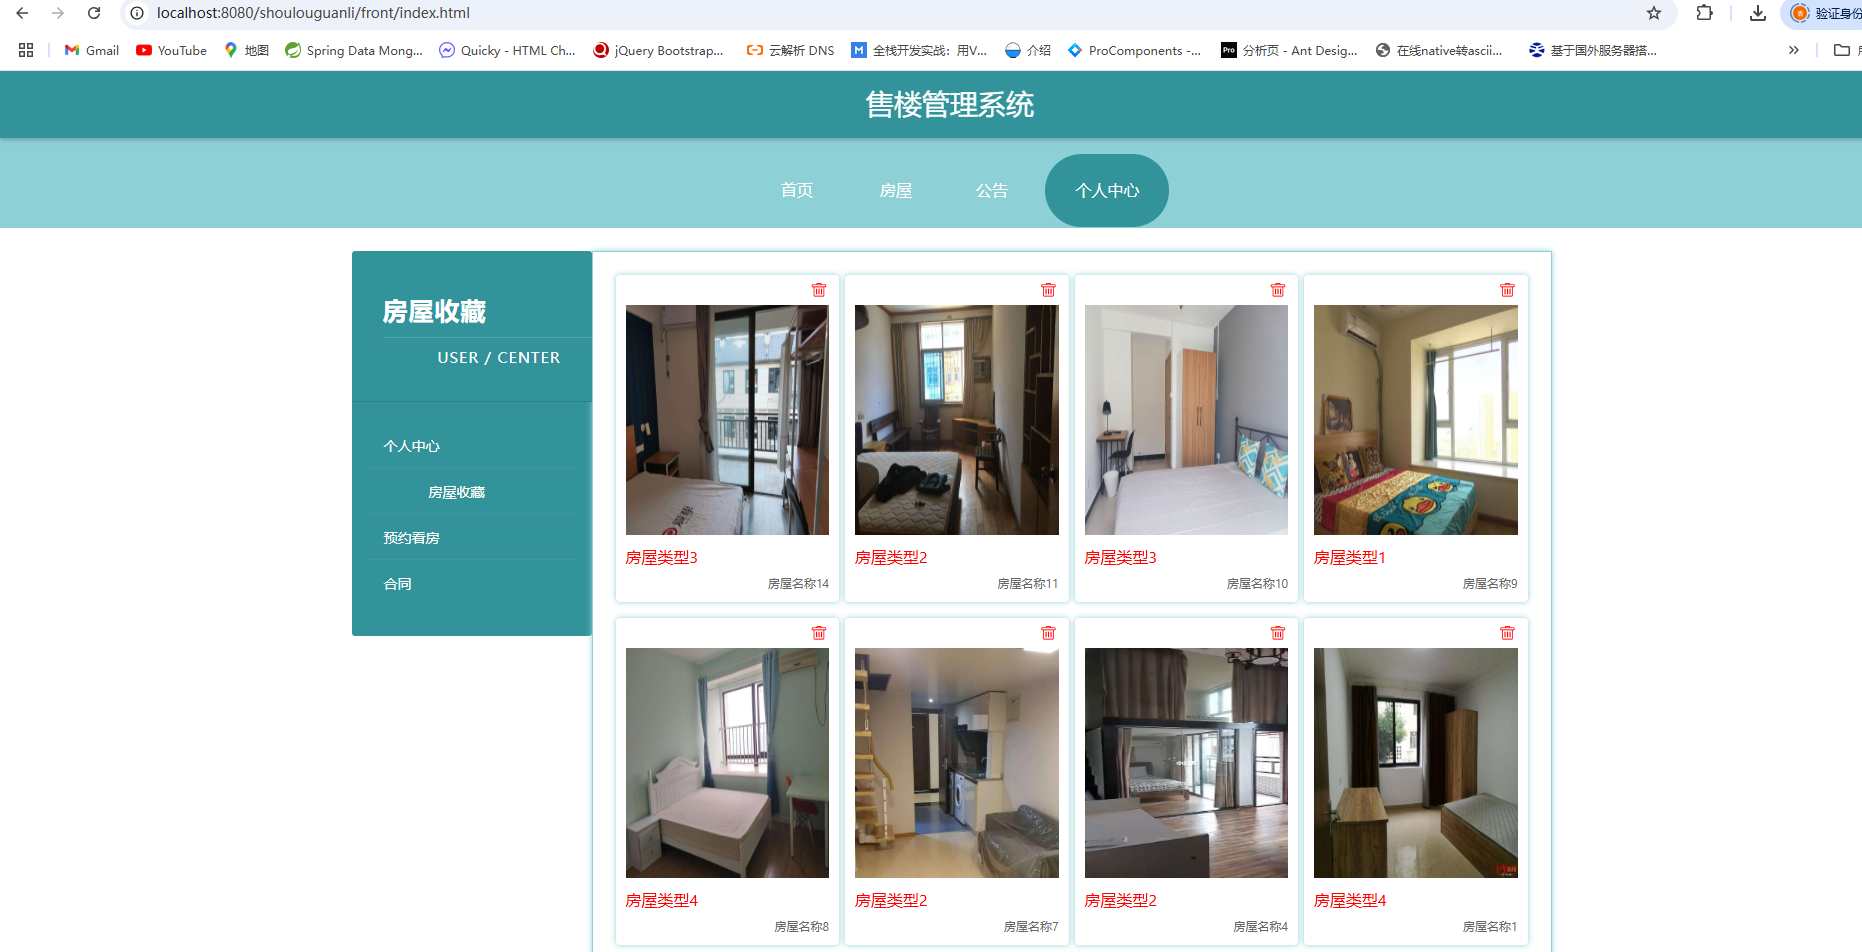 localhost:8080/shoulouguanli/front/index.html
验证身份
Gmail
YouTube
地图
Spring Data Mong...
Quicky - HTML Ch...
jQuery Bootstrap...
云解析 DNS
全栈开发实战：用V...
介绍
ProComponents -...
Pro
分析页 - Ant Desig...
在线native转ascii...
基于国外服务器搭...
售楼管理系统
首页
房屋
公告
个人中心
房屋收藏
USER / CENTER
个人中心
房屋收藏
预约看房
合同
房屋类型3
房屋名称14
房屋类型2
房屋名称11
房屋类型3
房屋名称10
房屋类型1
房屋名称9
房屋类型4
房屋名称8
房屋类型2
房屋名称7
房屋类型2
房屋名称4
房屋类型4
房屋名称1